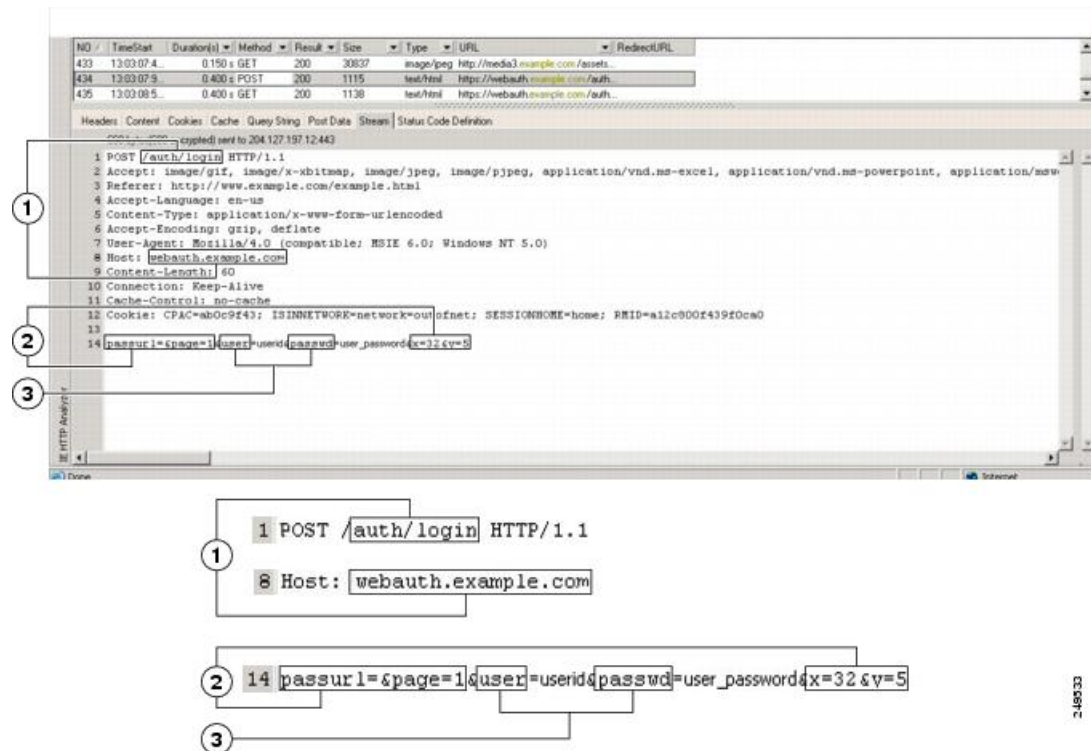 NO TimeStart Duration(s) Method Result Size Type URL RedirectURL
433 13:03:07:4... 0.150 s GET 200 30837 image/jpeg http://media3.example.com/assets...
434 13:03:07:9... 0.400 s POST 200 1115 text/html https://webauth.example.com/auth...
435 13:03:08:5... 0.400 s GET 200 1138 text/html https://webauth.example.com/auth...
Headers Content Cookies Cache Query String Post Data Stream Status Code Definition
sent to 204.127.197.12:443
1 POST /auth/login HTTP/1.1
2 Accept: image/gif, image/x-xbitmap, image/jpeg, image/pjpeg, application/vnd.ms-excel, application/vnd.ms-powerpoint, application/msw
3 Referer: http://www.example.com/example.html
4 Accept-Language: en-us
5 Content-Type: application/x-www-form-urlencoded
6 Accept-Encoding: gzip, deflate
7 User-Agent: Mozilla/4.0 (compatible; MSIE 6.0; Windows NT 5.0)
1
8 Host: webauth.example.com
9 Content-Length: 60
10 Connection: Keep-Alive
11 Cache-Control: no-cache
12 Cookie: CPAC=ab0c9f43; ISINNETWORK=network=outofnet; SESSIONHOME=home; RMID=a12c800f439f0ca0
13
2
14 passurl=&page=1&user=userid&passwd=user_password&x=32&y=5
3
IE HTTP Analyzer
Done Internet
1 POST /auth/login HTTP/1.1
1
8 Host: webauth.example.com
2
14 passurl=&page=1&user=userid&passwd=user_password&x=32&y=5
3
249533